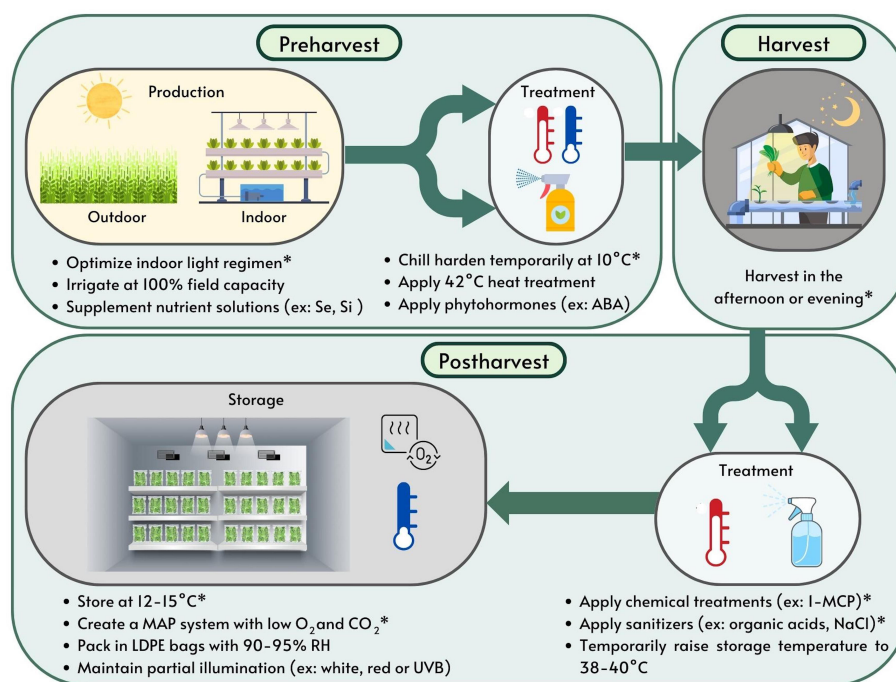 Preharvest
Production
Outdoor
Indoor
• Optimize indoor light regimen*
• Irrigate at 100% field capacity
• Supplement nutrient solutions (ex: Se, Si )
Treatment
• Chill harden temporarily at 10°C*
• Apply 42°C heat treatment
• Apply phytohormones (ex: ABA)
Harvest
Harvest in the
afternoon or evening*
Postharvest
Treatment
• Apply chemical treatments (ex: 1-MCP)*
• Apply sanitizers (ex: organic acids, NaCl)*
• Temporarily raise storage temperature to
38-40°C
Storage
O₂
• Store at 12-15°C*
• Create a MAP system with low O₂ and CO₂*
• Pack in LDPE bags with 90-95% RH
• Maintain partial illumination (ex: white, red or UVB)